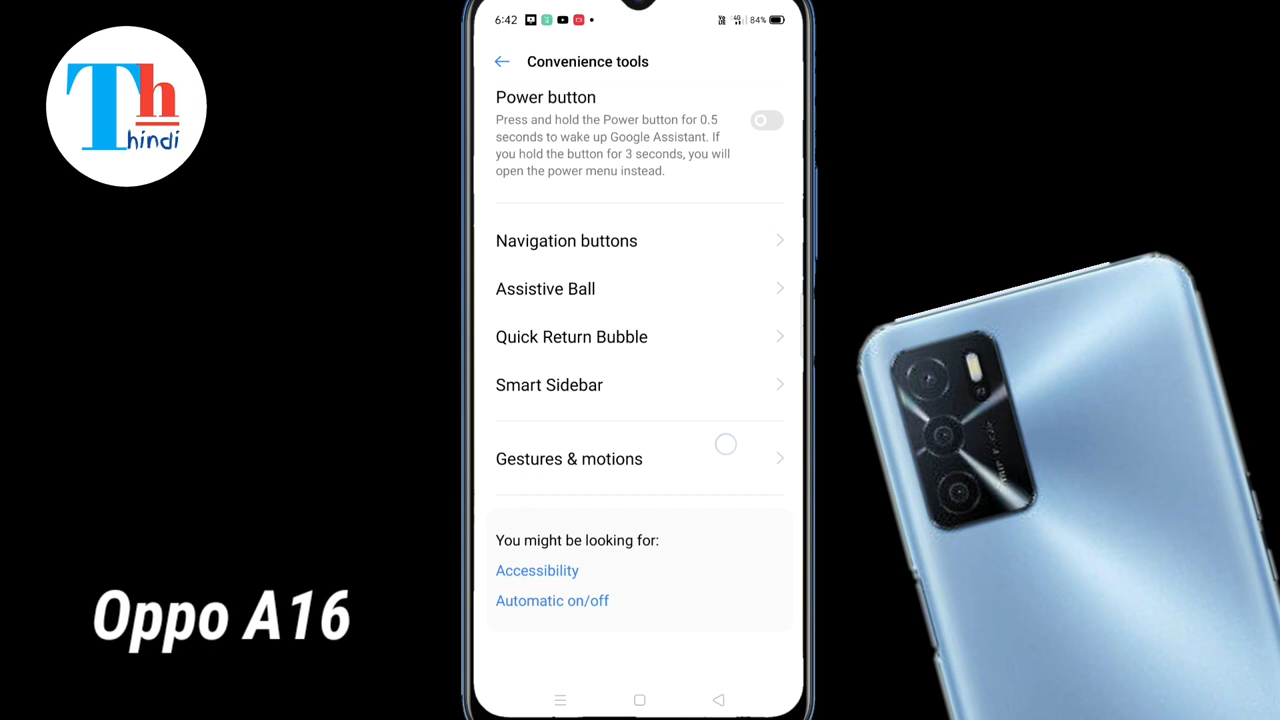 Th
hindi
6:42
84%
Convenience tools
Power button
Press and hold the Power button for 0.5
seconds to wake up Google Assistant. If
you hold the button for 3 seconds, you will
open the power menu instead.
Navigation buttons
Assistive Ball
Quick Return Bubble
Smart Sidebar
Gestures & motions
You might be looking for:
Accessibility
Automatic on/off
Oppo A16